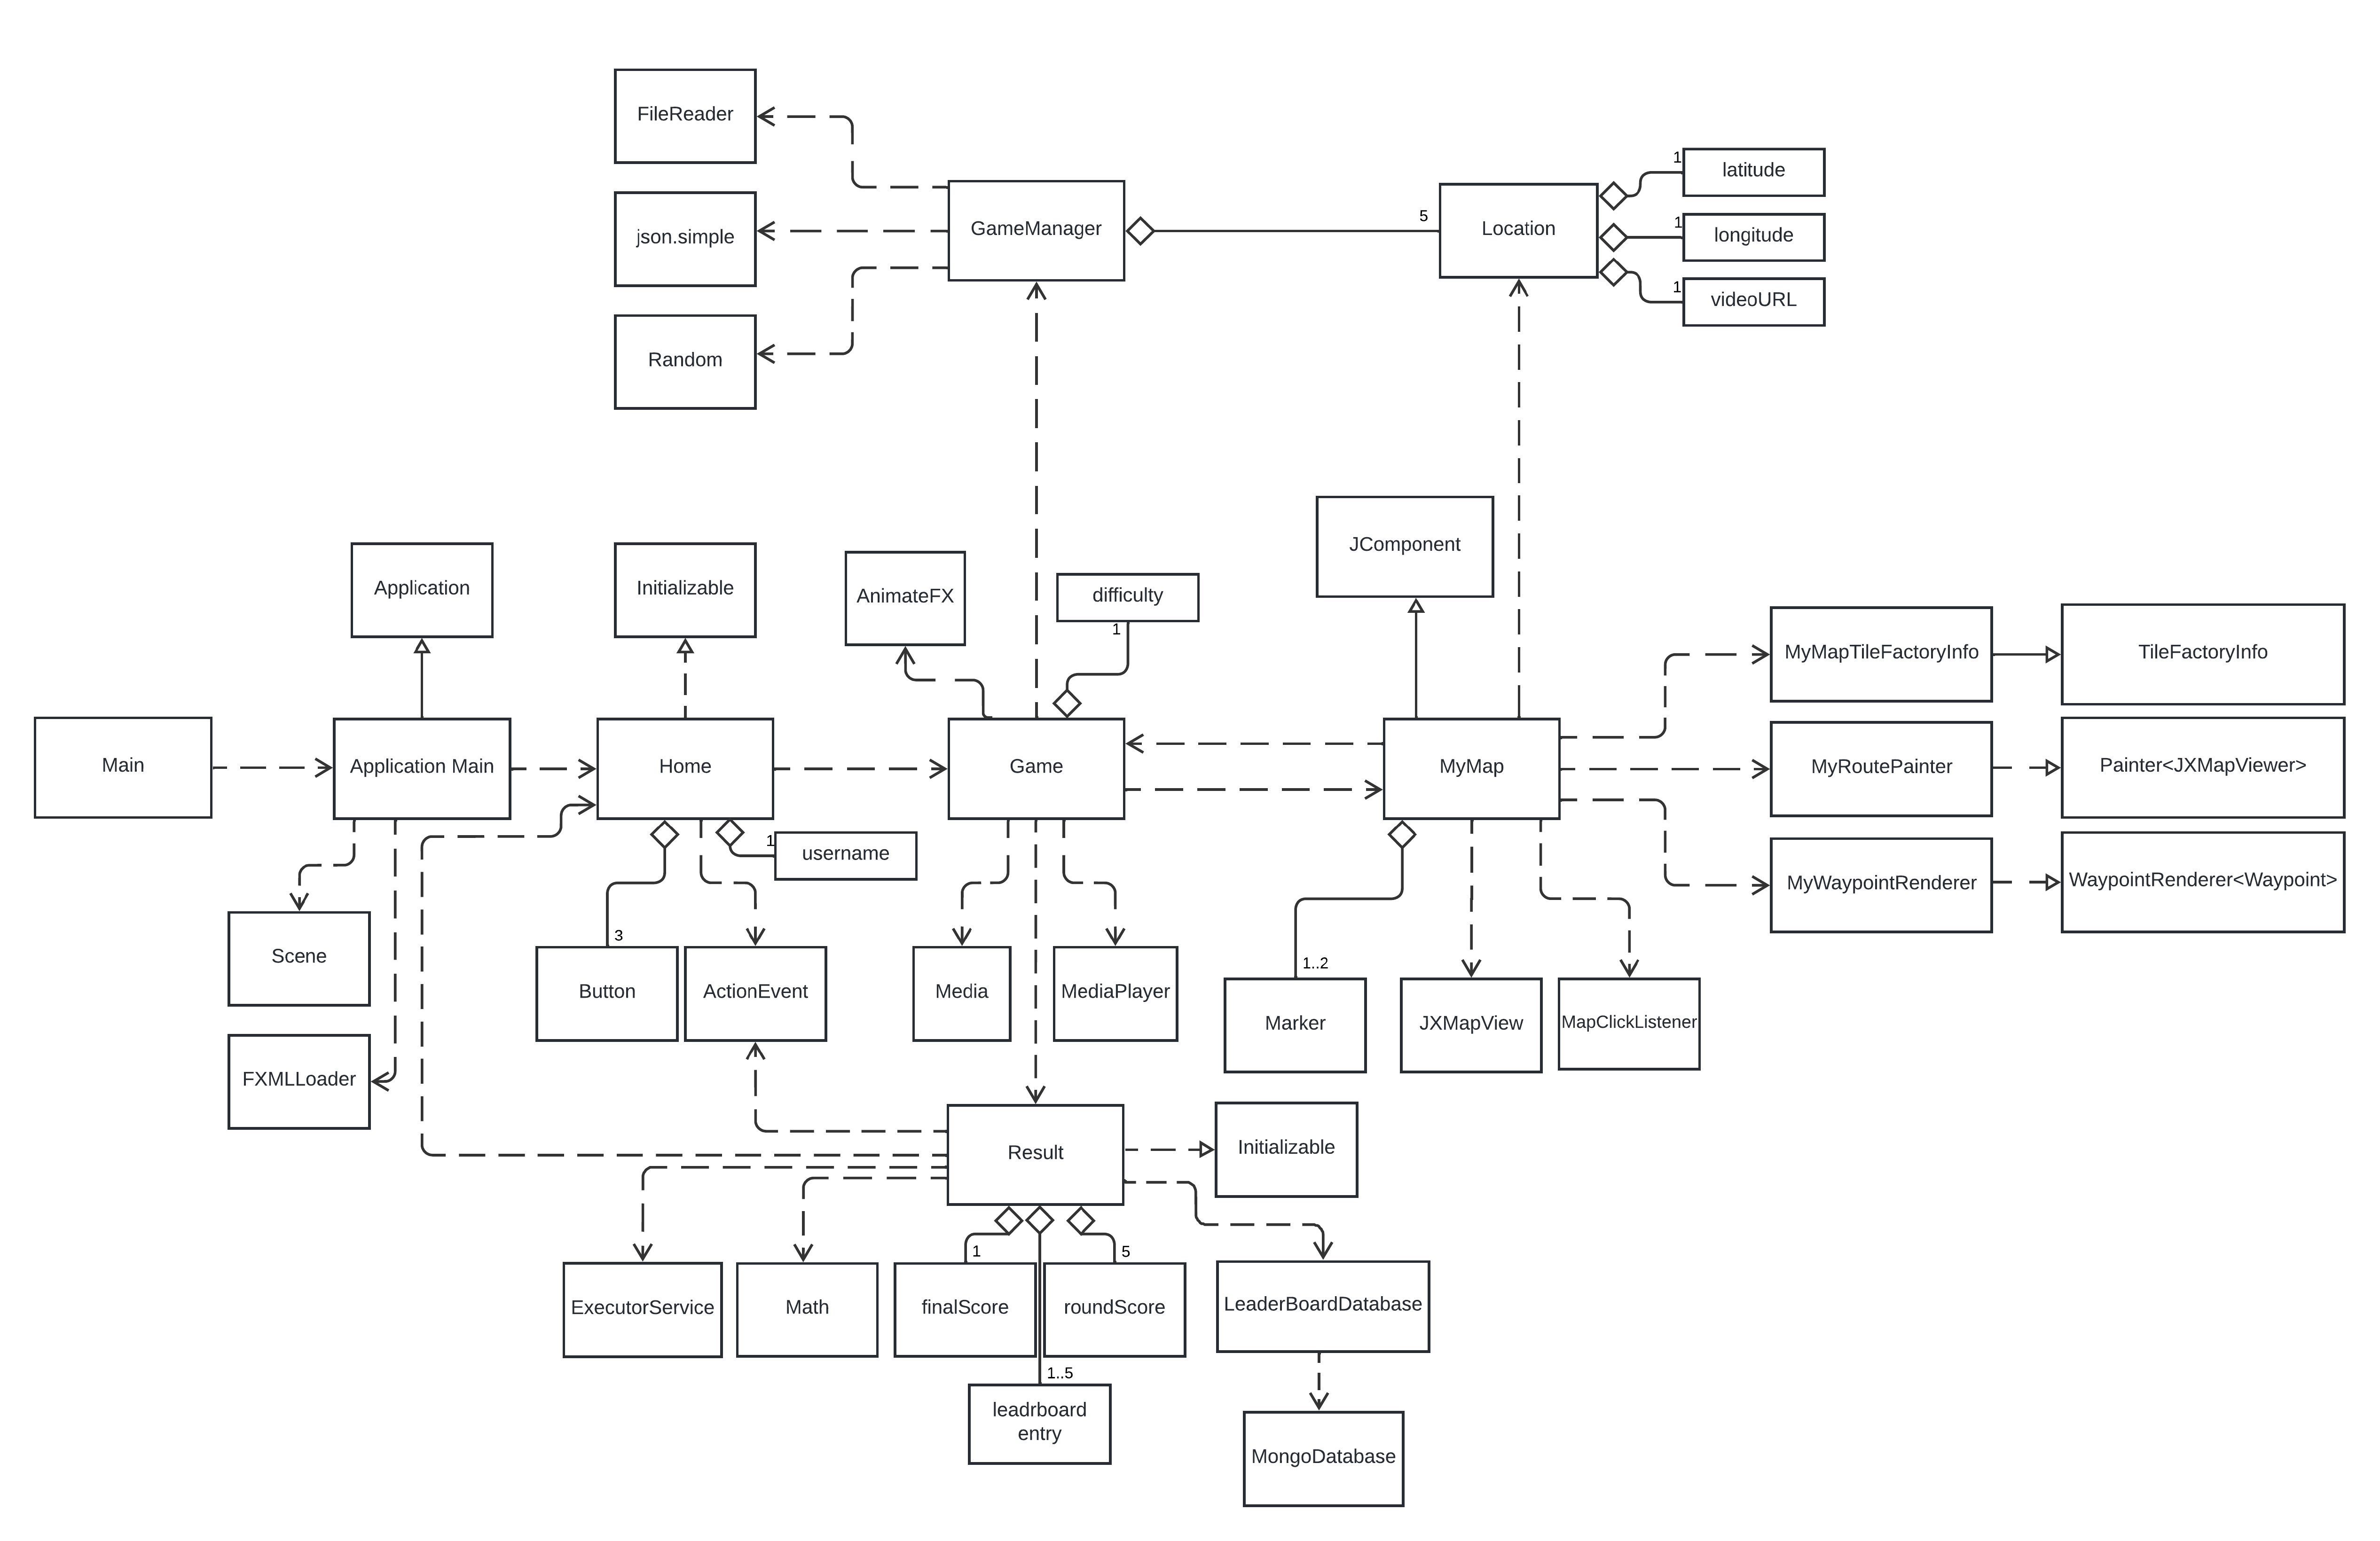 FileReader
1
latitude
5
1
GameManager
Location
longitude
json.simple
1
videoURL
Random
JComponent
Application
Initializable
AnimateFX
difficulty
1
MyMapTileFactoryInfo
TileFactoryInfo
Main
Application Main
Home
Game
MyMap
MyRoutePainter
Painter<JXMapViewer>
1
username
MyWaypointRenderer
WaypointRenderer<Waypoint>
3
Scene
1..2
Button
ActionEvent
Media
MediaPlayer
Marker
JXMapView
MapClickListener
FXMLLoader
Result
Initializable
1
5
ExecutorService
Math
finalScore
roundScore
LeaderBoardDatabase
1..5
leadrboard
entry
MongoDatabase